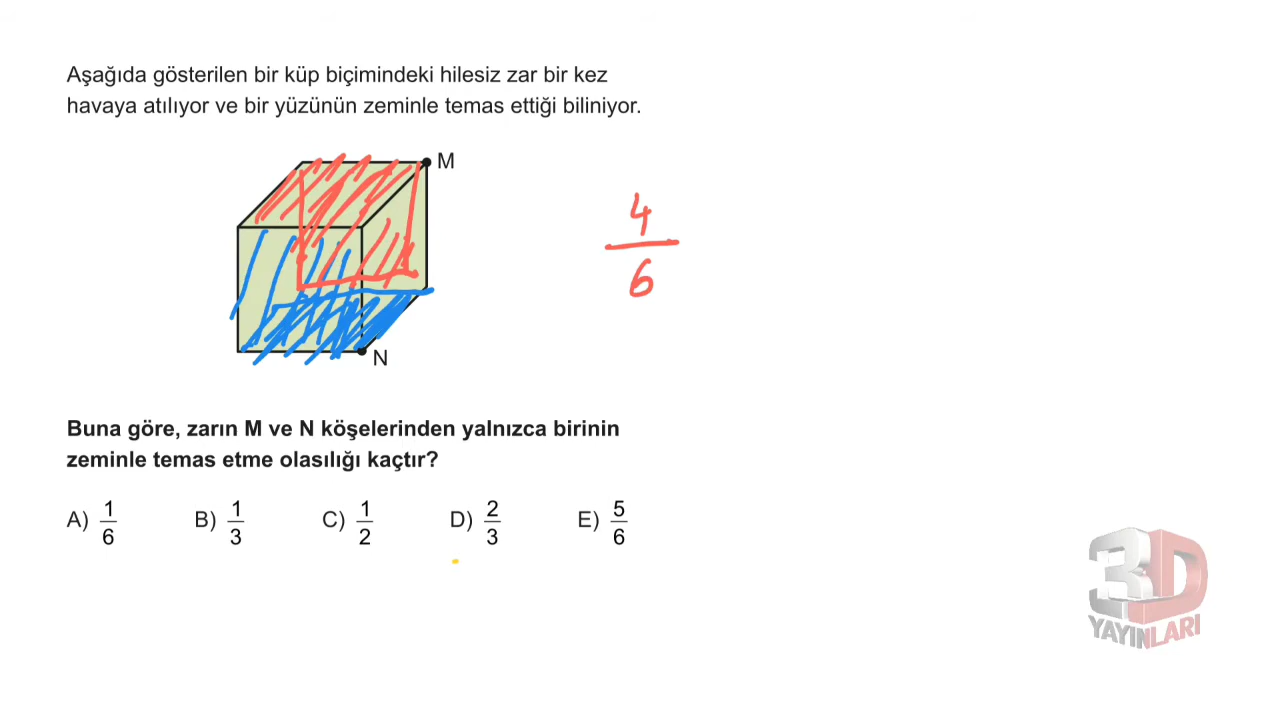 Aşağıda gösterilen bir küp biçimindeki hilesiz zar bir kez
havaya atılıyor ve bir yüzünün zeminle temas ettiği biliniyor.
M
4
6
N
Buna göre, zarın M ve N köşelerinden yalnızca birinin
zeminle temas etme olasılığı kaçtır?
A) 1/6 B) 1/3 C) 1/2 D) 2/3 E) 5/6
3D
YAYINLARI